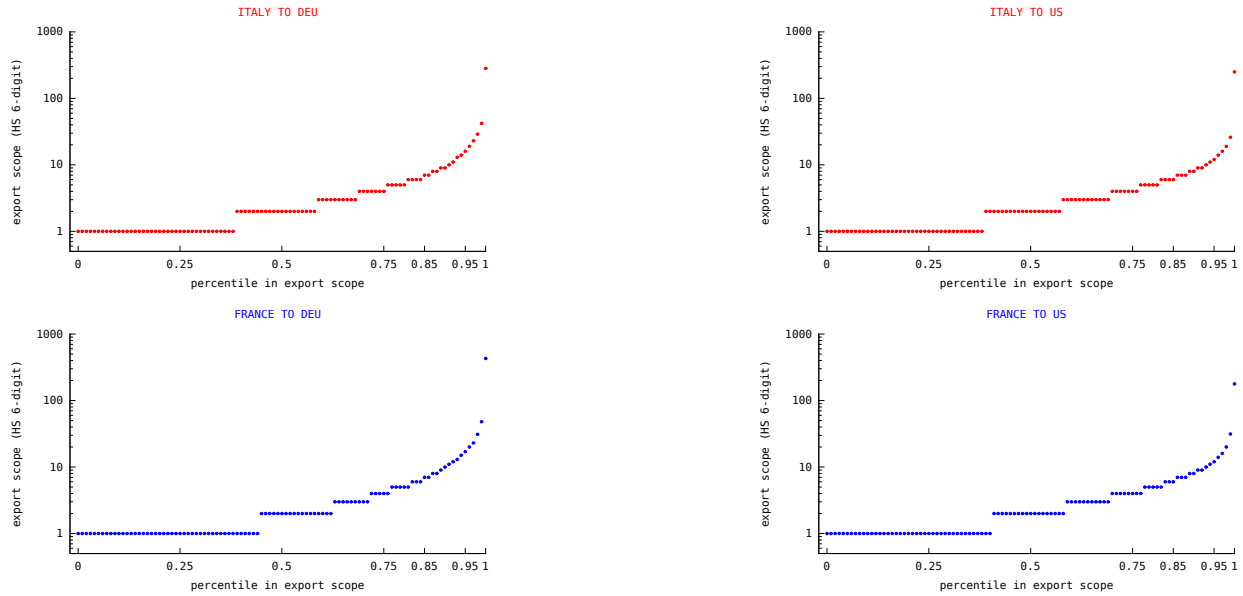 ITALY TO DEU
1000
100
10
1
export scope (HS 6-digit)
0 0.25 0.5 0.75 0.85 0.95 1
percentile in export scope
ITALY TO US
1000
100
10
1
export scope (HS 6-digit)
0 0.25 0.5 0.75 0.85 0.95 1
percentile in export scope
FRANCE TO DEU
1000
100
10
1
export scope (HS 6-digit)
0 0.25 0.5 0.75 0.85 0.95 1
percentile in export scope
FRANCE TO US
1000
100
10
1
export scope (HS 6-digit)
0 0.25 0.5 0.75 0.85 0.95 1
percentile in export scope